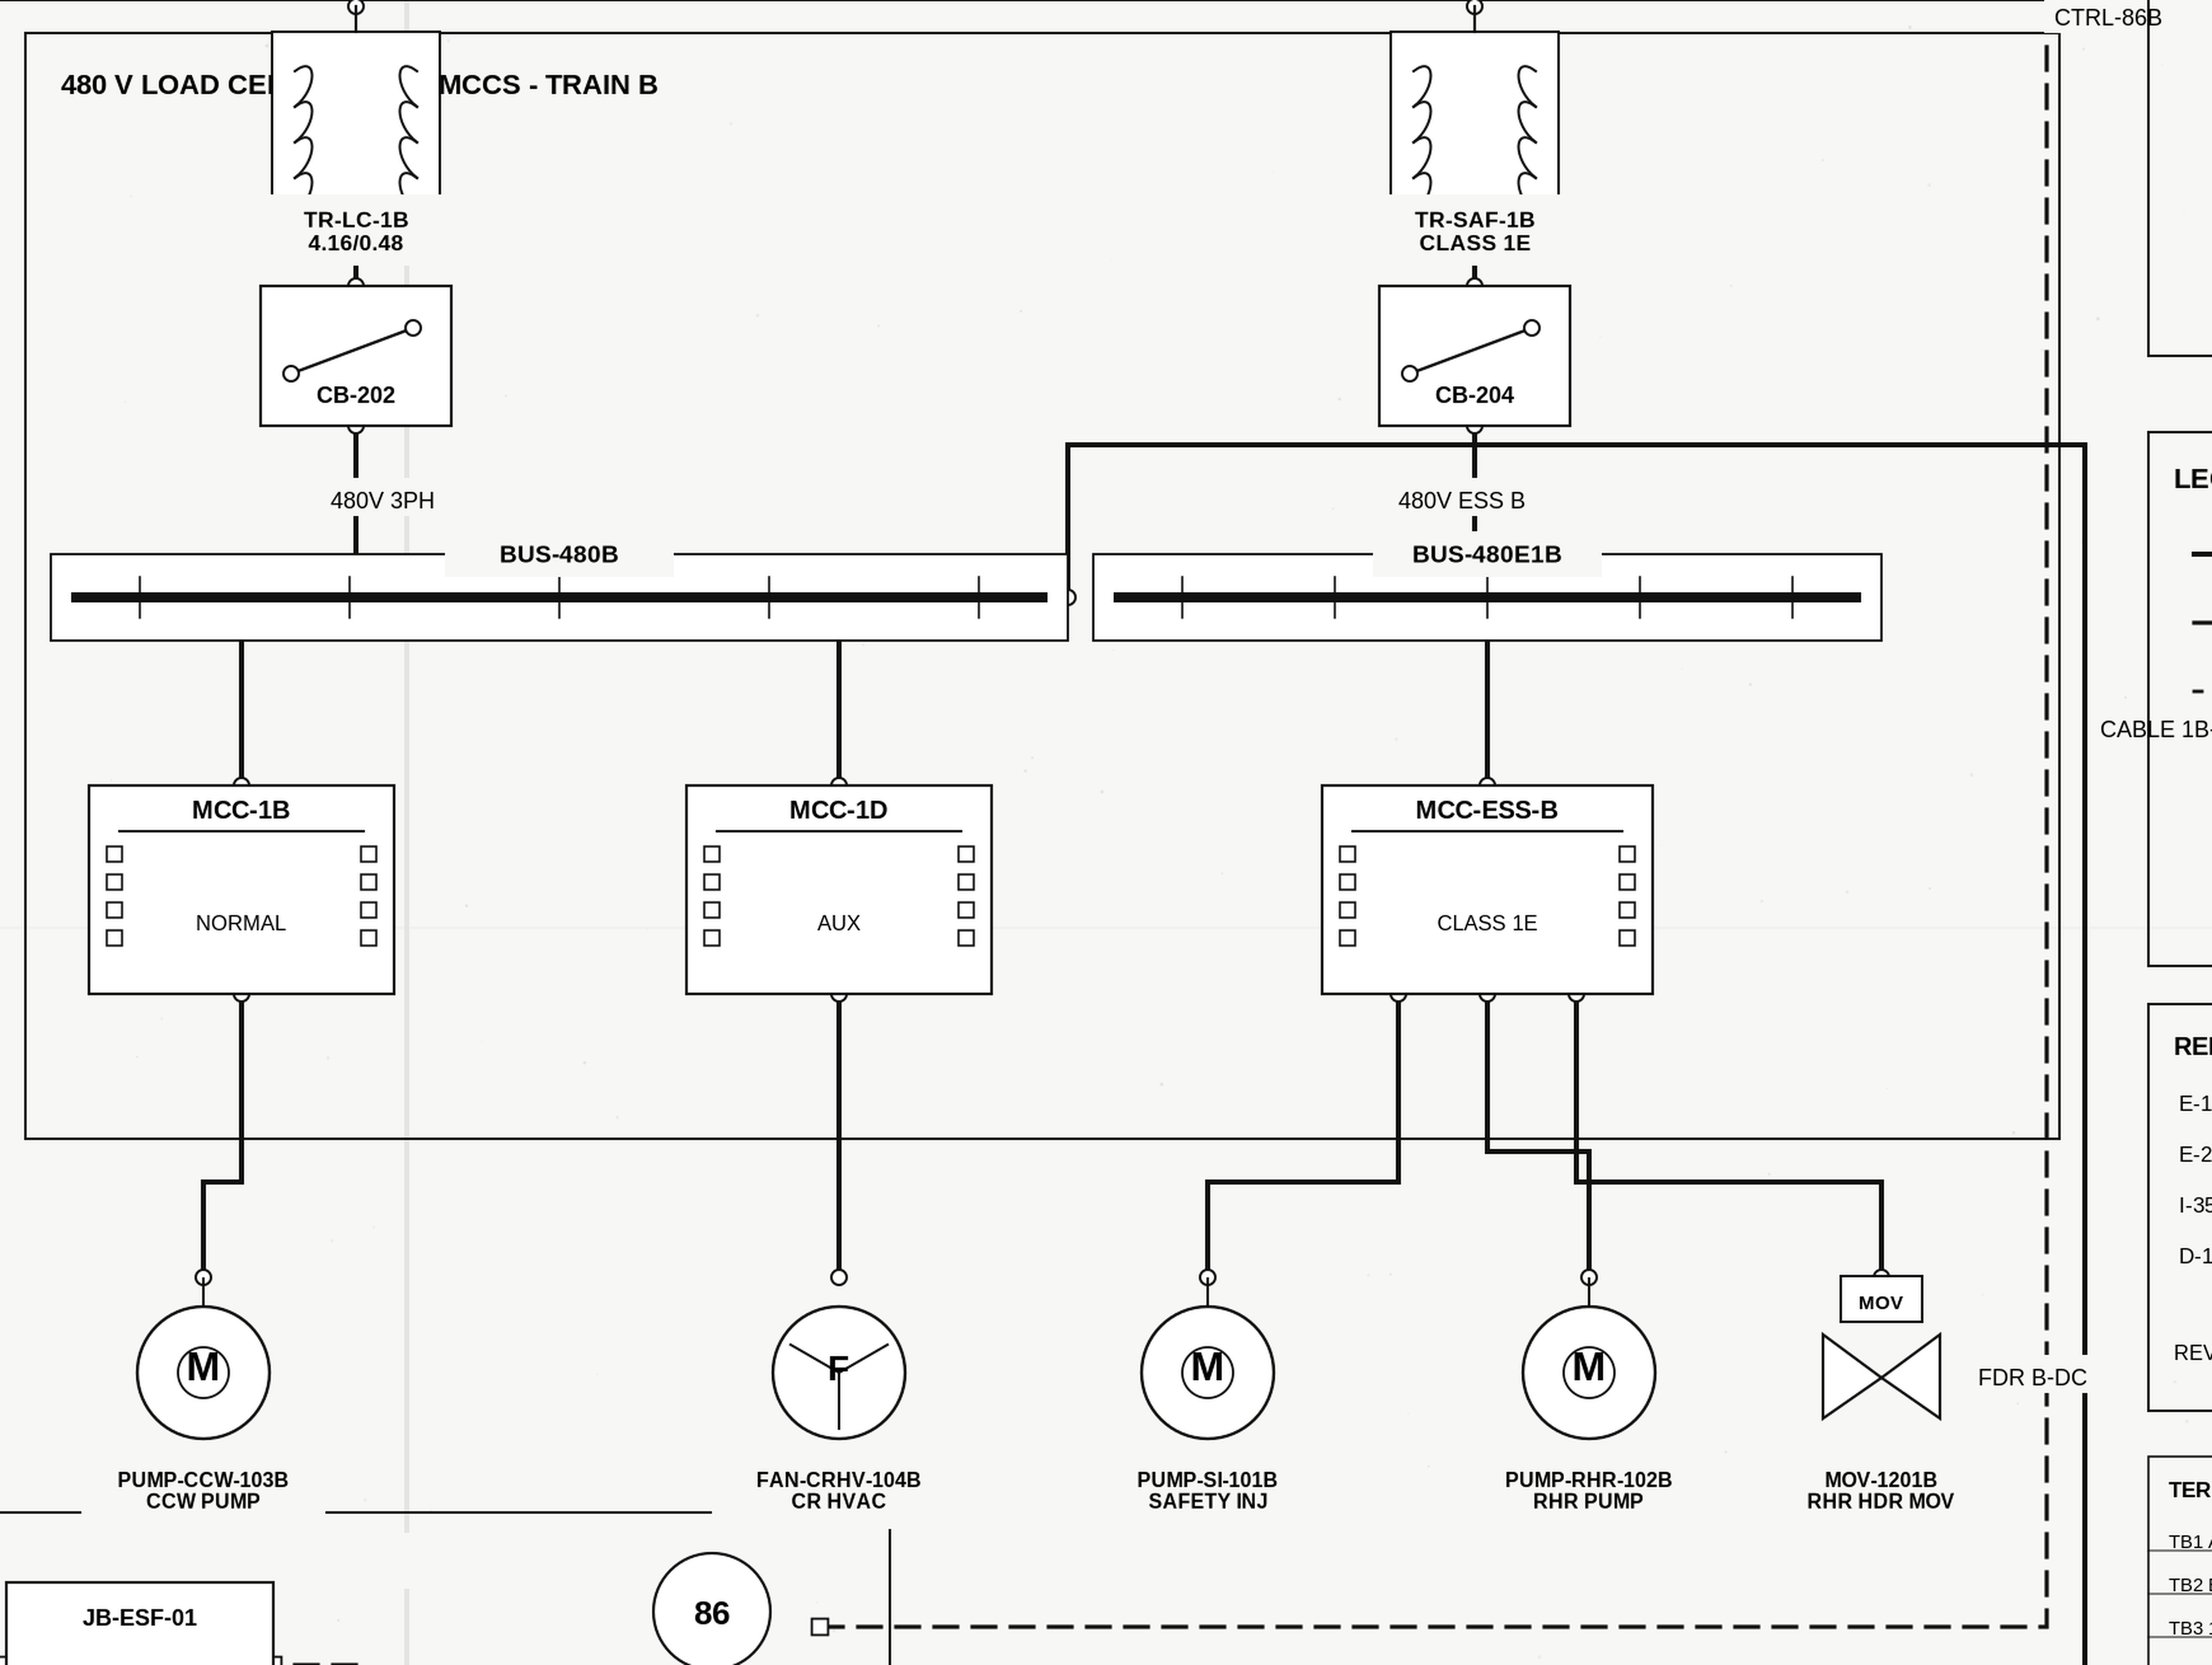 CTRL-86B
480 V LOAD CE
MCCS - TRAIN B
TR-LC-1B
4.16/0.48
TR-SAF-1B
CLASS 1E
CB-202
CB-204
480V 3PH
480V ESS B
BUS-480B
BUS-480E1B
CABLE 1B-
MCC-1B
NORMAL
MCC-1D
AUX
MCC-ESS-B
CLASS 1E
E-1
E-2
I-35
D-1
REV
MOV
M
F
M
M
FDR B-DC
PUMP-CCW-103B
CCW PUMP
FAN-CRHV-104B
CR HVAC
PUMP-SI-101B
SAFETY INJ
PUMP-RHR-102B
RHR PUMP
MOV-1201B
RHR HDR MOV
TER
TB1
TB2
TB3
86
JB-ESF-01